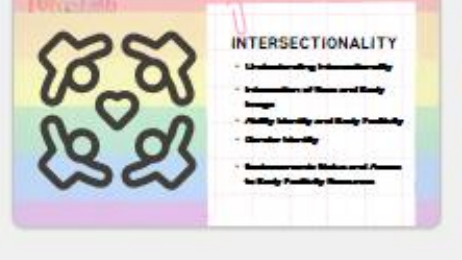 INTERSECTIONALITY
Understanding Intersectionality
Intersection of Race and Body
Image
Ability Identity and Body Positivity
Gender Identity
Socioeconomic Status and Access
to Body Positivity Resources